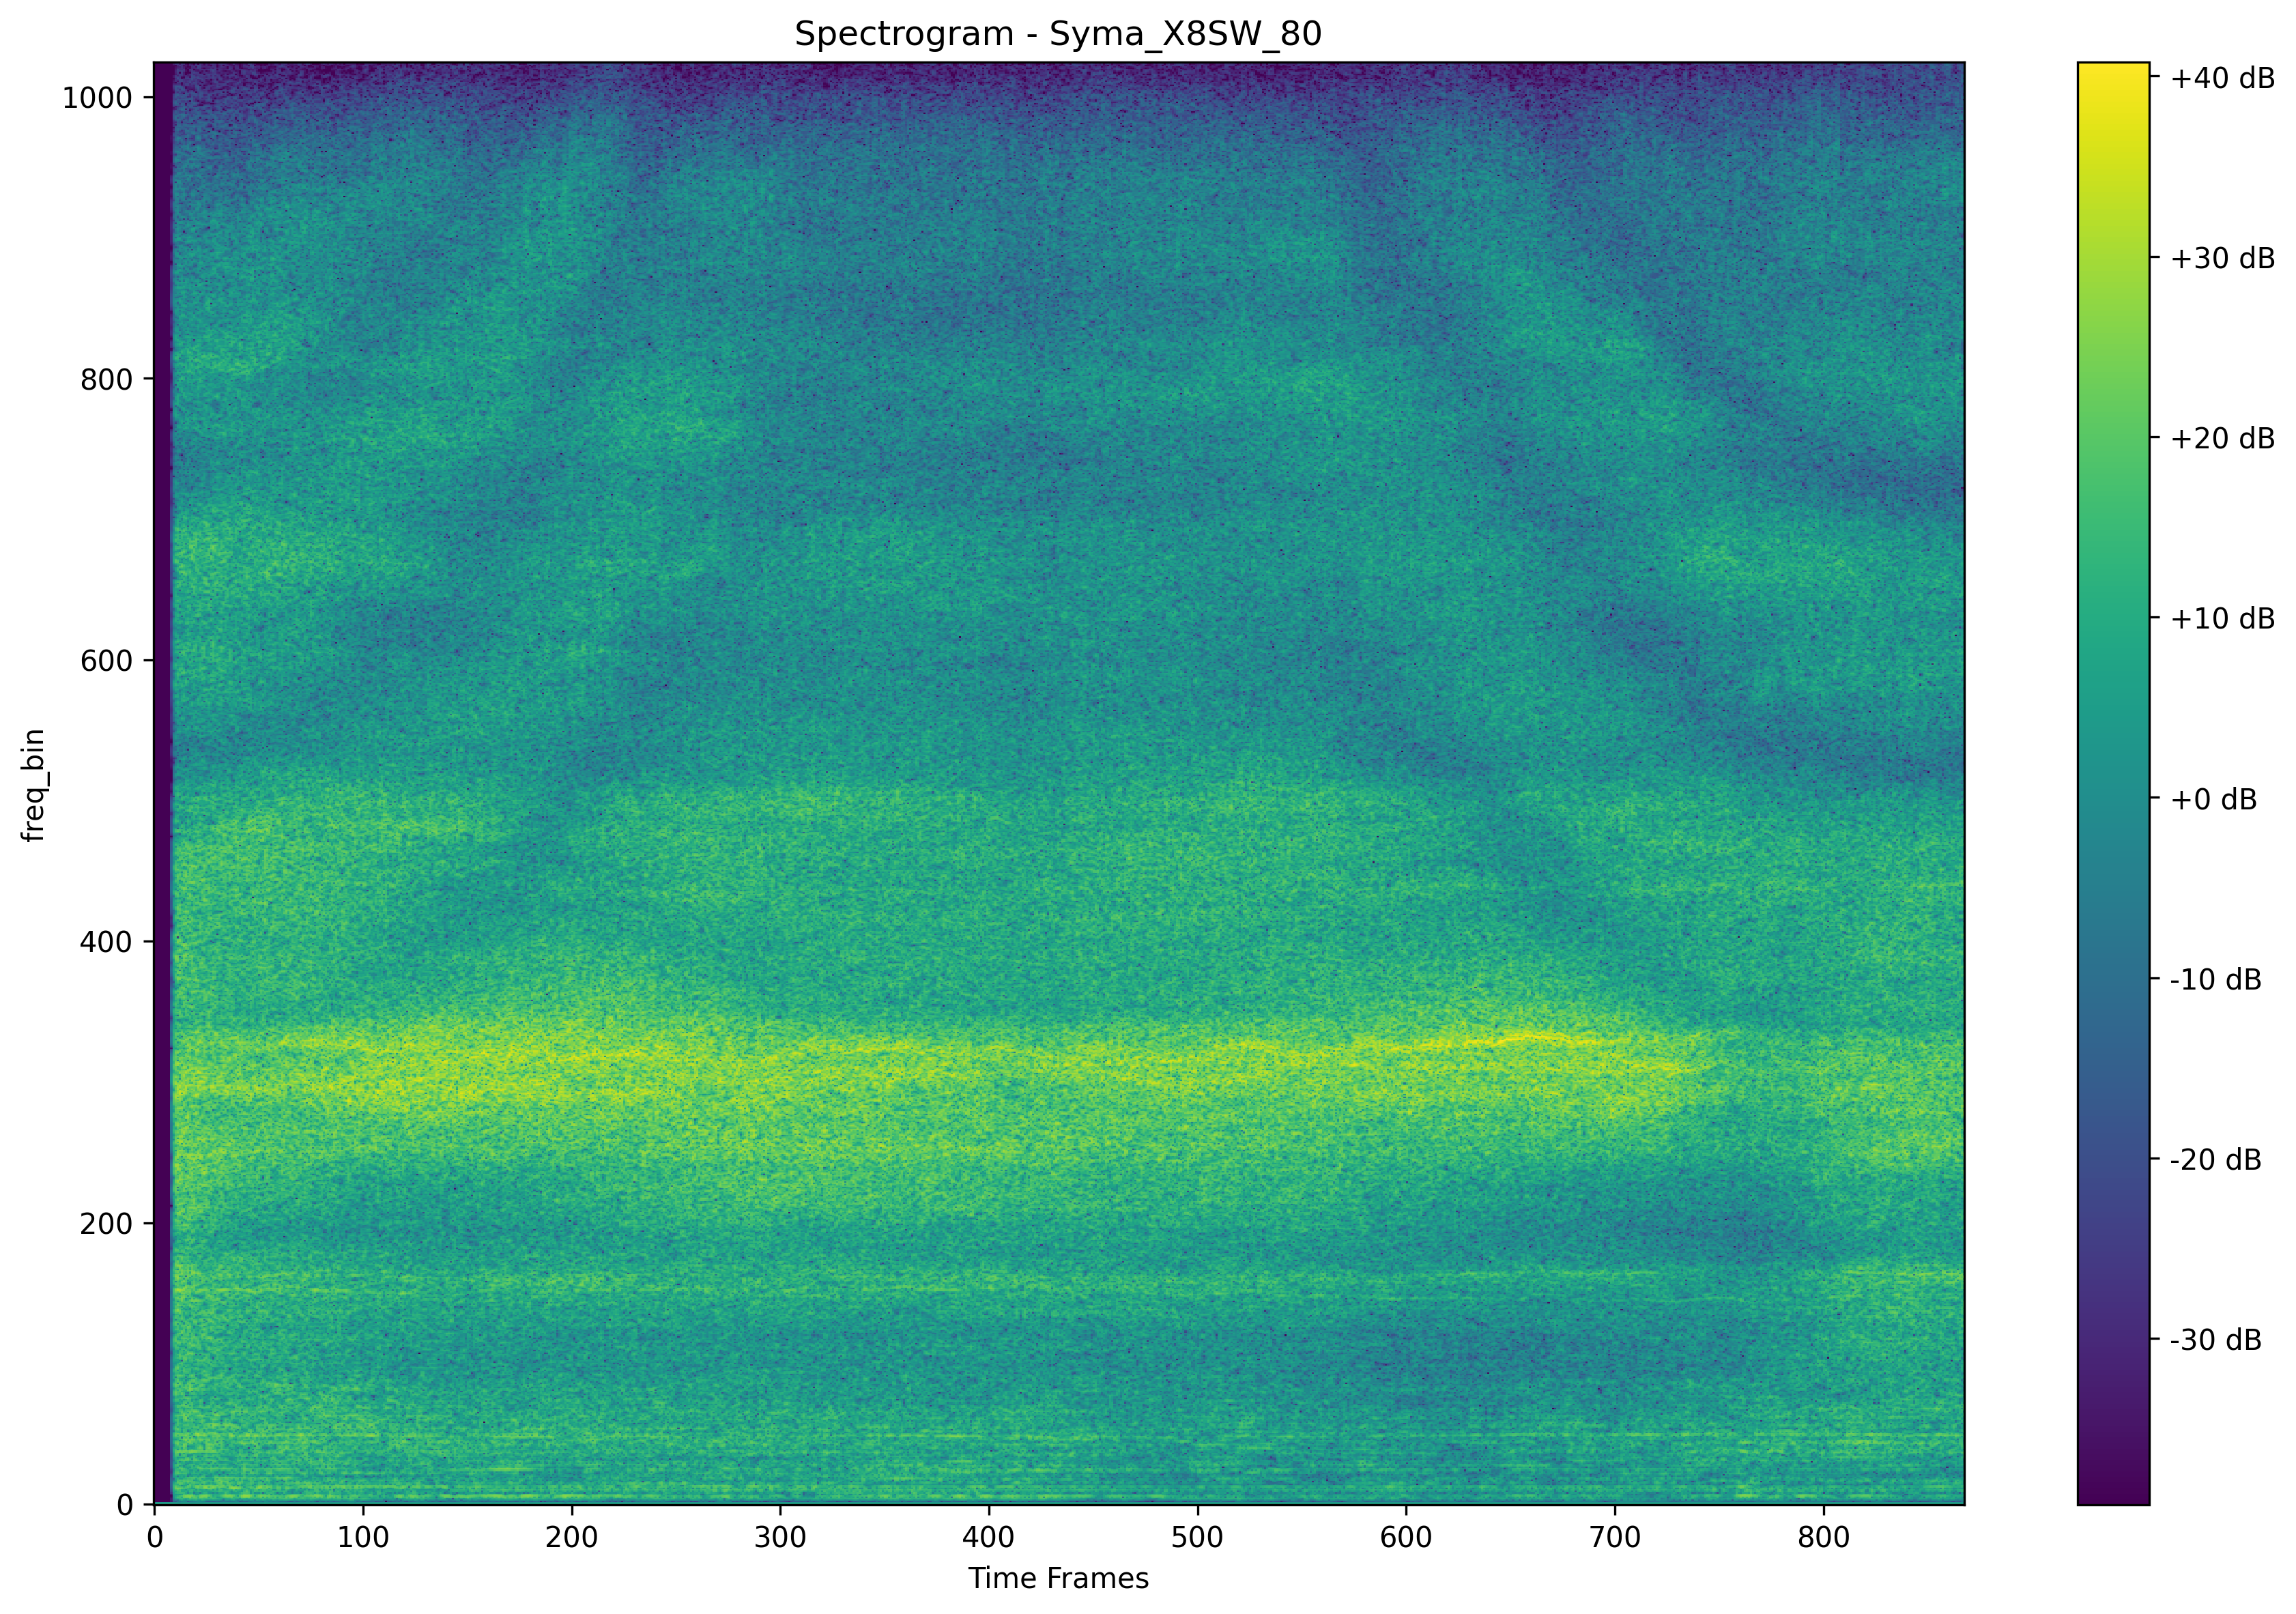 Spectrogram - Syma_X8SW_80
freq_bin
1000
800
600
400
200
0
0 100 200 300 400 500 600 700 800
Time Frames
+40 dB
+30 dB
+20 dB
+10 dB
+0 dB
-10 dB
-20 dB
-30 dB